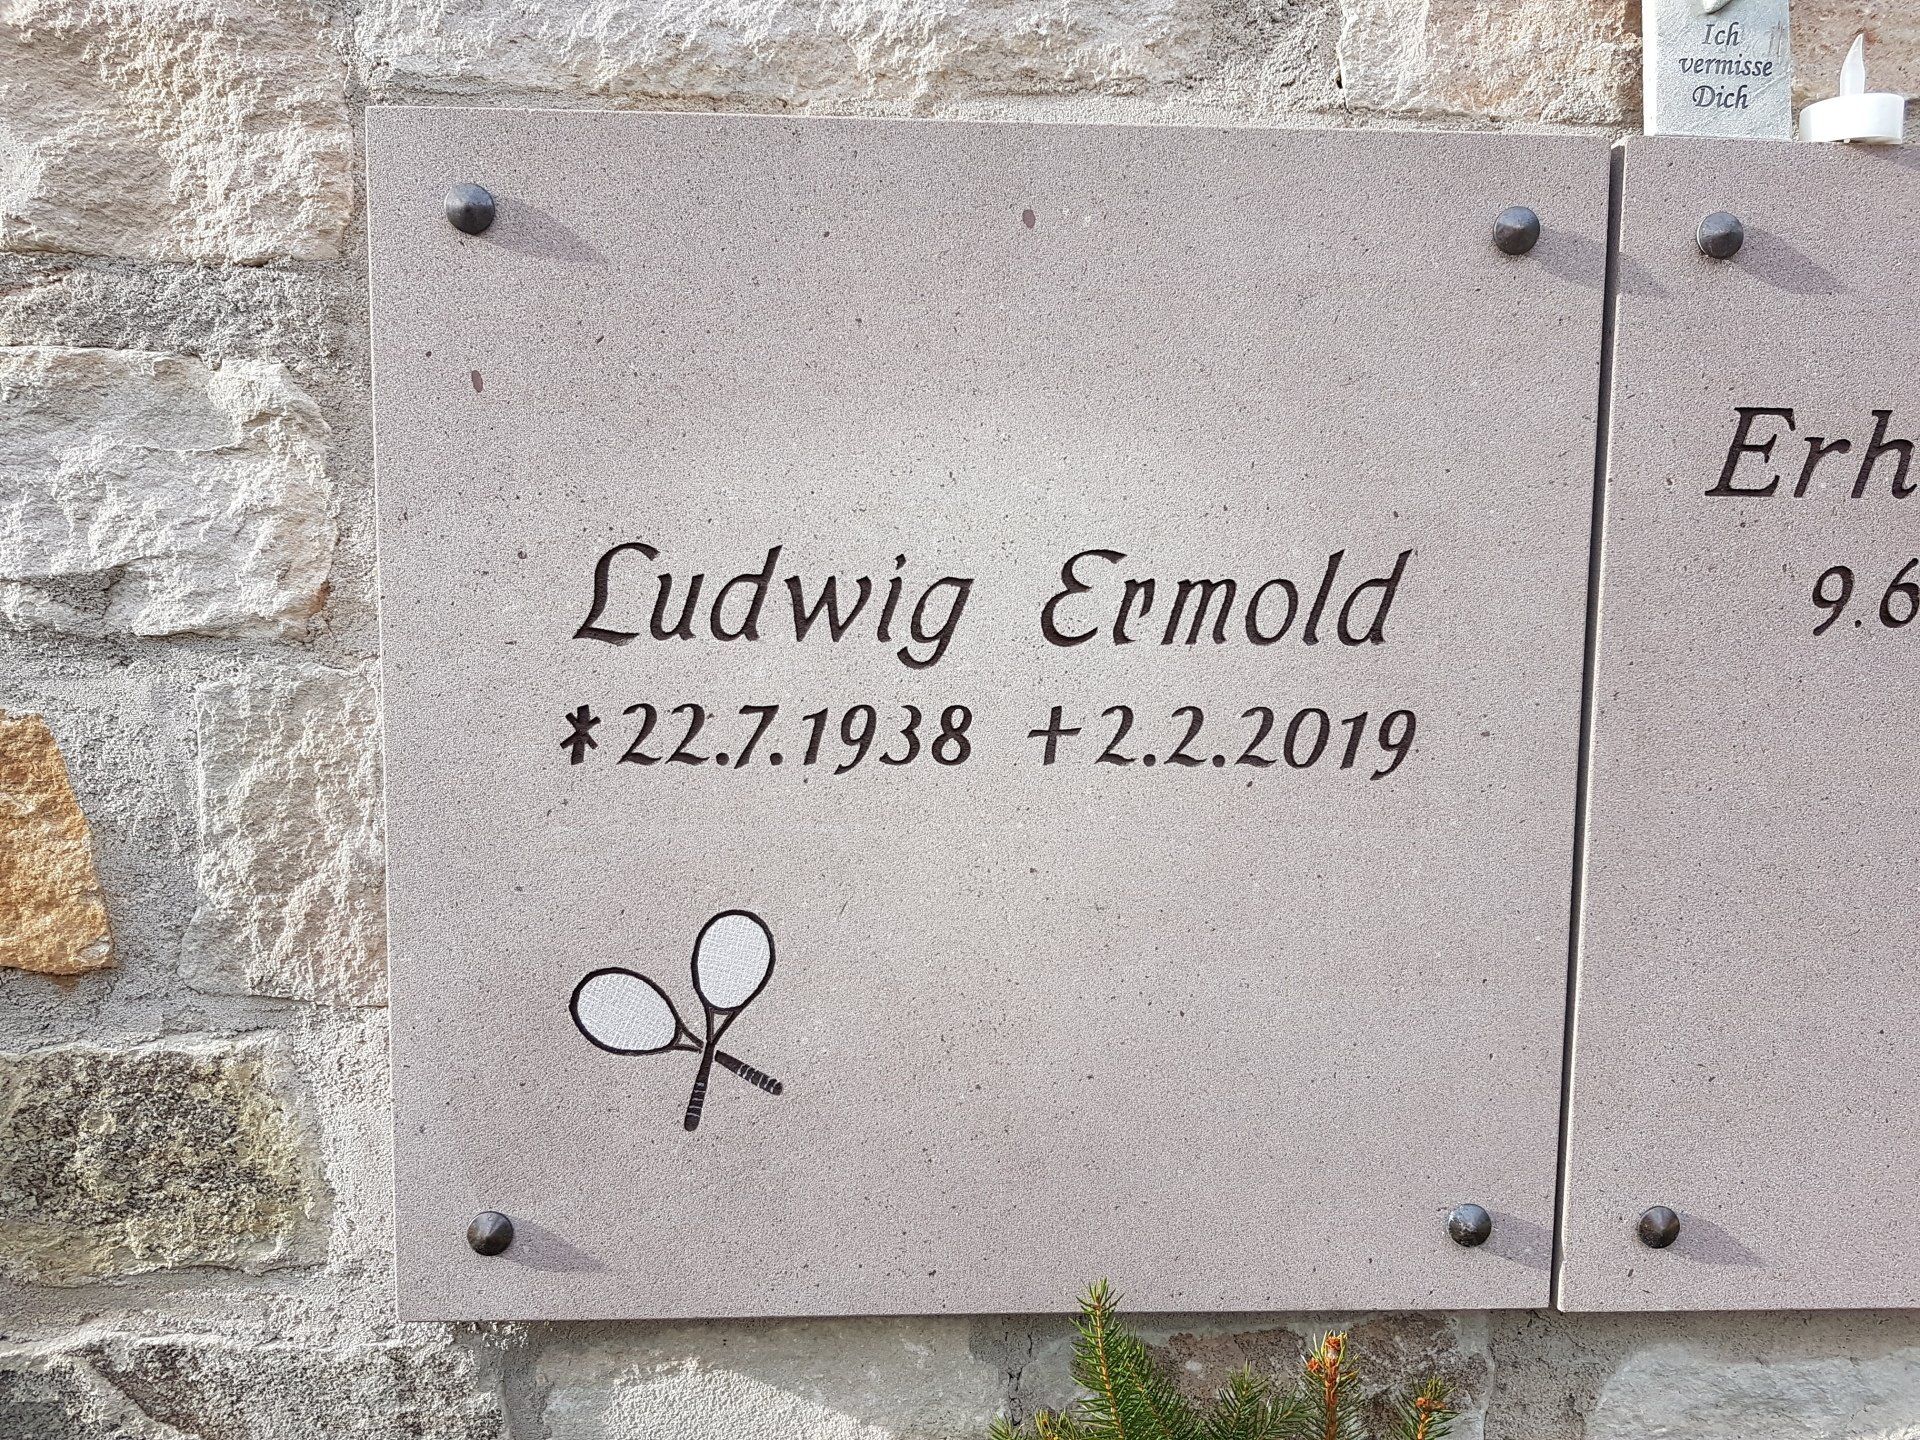 Ich
vermisse
Dich
Ludwig Ermold
*22.7.1938 +2.2.2019
Erh
9.6